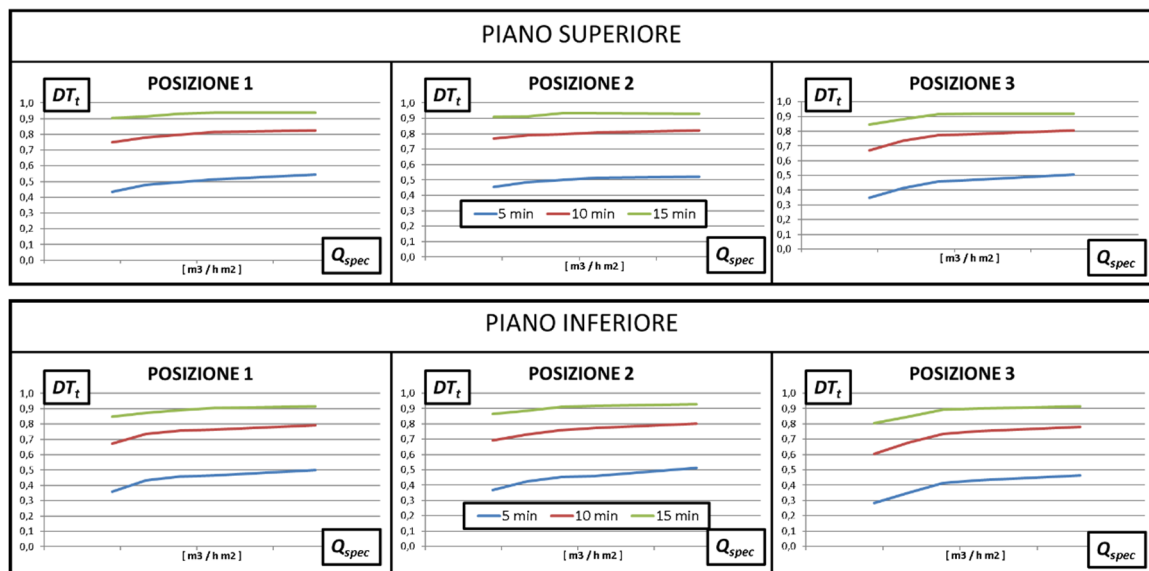 PIANO SUPERIORE
POSIZIONE 1
DTt
1,0
0,9
0,8
0,7
0,6
0,5
0,4
0,3
0,2
0,1
0,0
[ m3 / h m2 ]
Qspec
POSIZIONE 2
DTt
1,0
0,9
0,8
0,7
0,6
0,5
0,4
0,3
0,2
0,1
0,0
5 min 10 min 15 min
[ m3 / h m2 ]
Qspec
POSIZIONE 3
DTt
1,0
0,9
0,8
0,7
0,6
0,5
0,4
0,3
0,2
0,1
0,0
[ m3 / h m2 ]
Qspec
PIANO INFERIORE
POSIZIONE 1
DTt
1,0
0,9
0,8
0,7
0,6
0,5
0,4
0,3
0,2
0,1
0,0
[ m3 / h m2 ]
Qspec
POSIZIONE 2
DTt
1,0
0,9
0,8
0,7
0,6
0,5
0,4
0,3
0,2
0,1
0,0
5 min 10 min 15 min
[ m3 / h m2 ]
Qspec
POSIZIONE 3
DTt
1,0
0,9
0,8
0,7
0,6
0,5
0,4
0,3
0,2
0,1
0,0
[ m3 / h m2 ]
Qspec